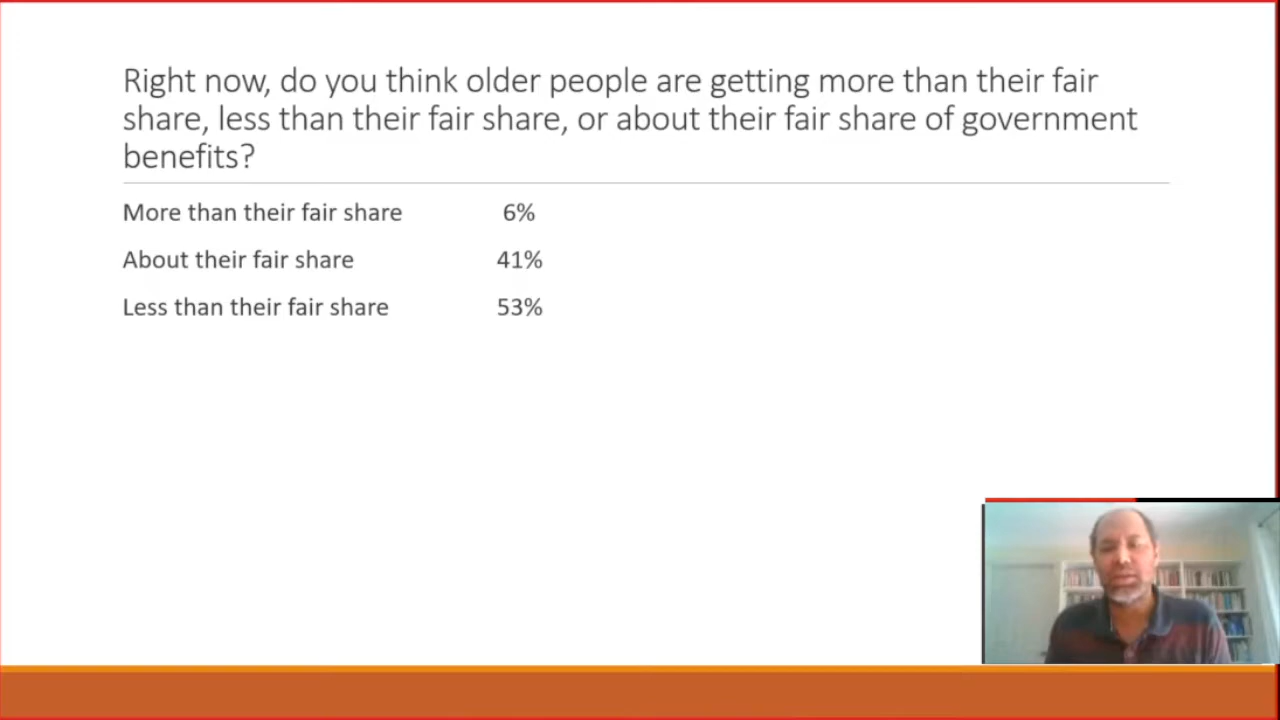 Right now, do you think older people are getting more than their fair
share, less than their fair share, or about their fair share of government
benefits?
More than their fair share 6%
About their fair share 41%
Less than their fair share 53%